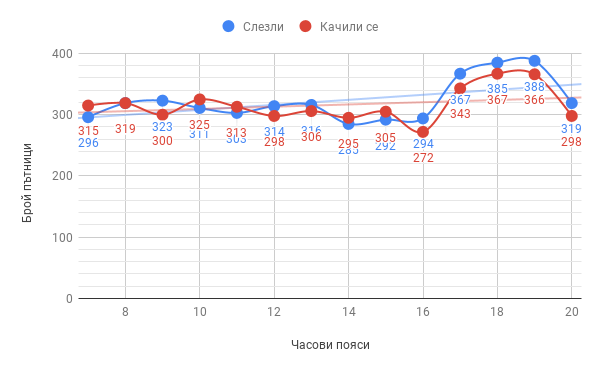 Слезли Качили се
400
300
200
100
0
Брой пътници
315 319 300 325 313 298 306 295 305 272 343 367 366 298
296 323 311 303 314 316 285 292 294 367 385 388 319
8 10 12 14 16 18 20
Часови пояси